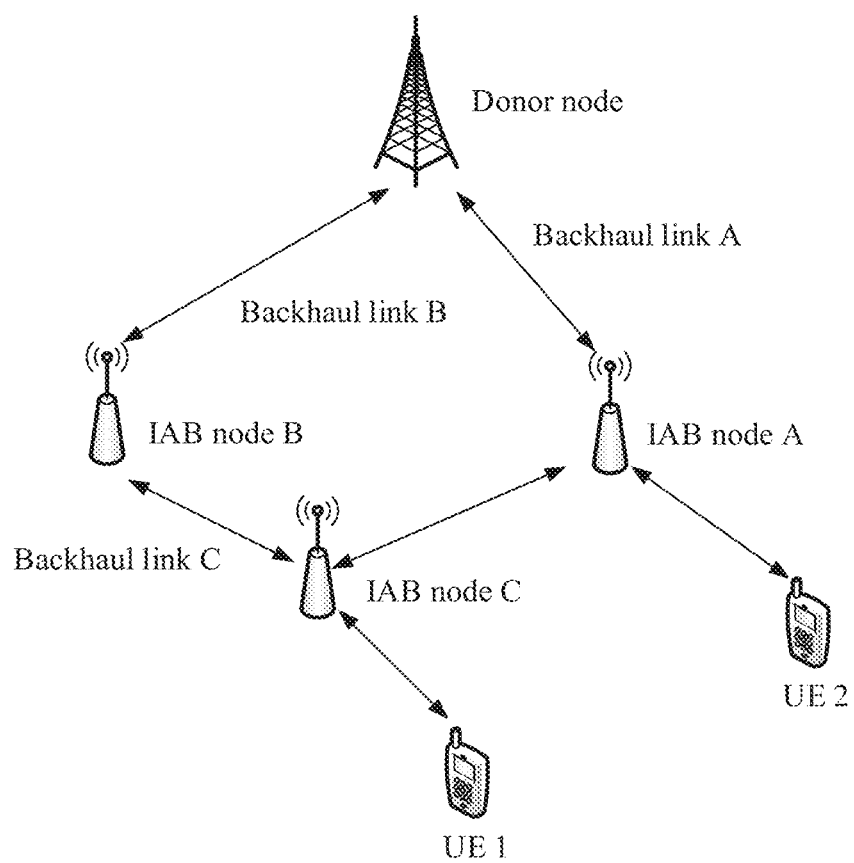 Donor node
Backhaul link A
Backhaul link B
IAB node B
IAB node A
Backhaul link C
IAB node C
UE 2
UE 1